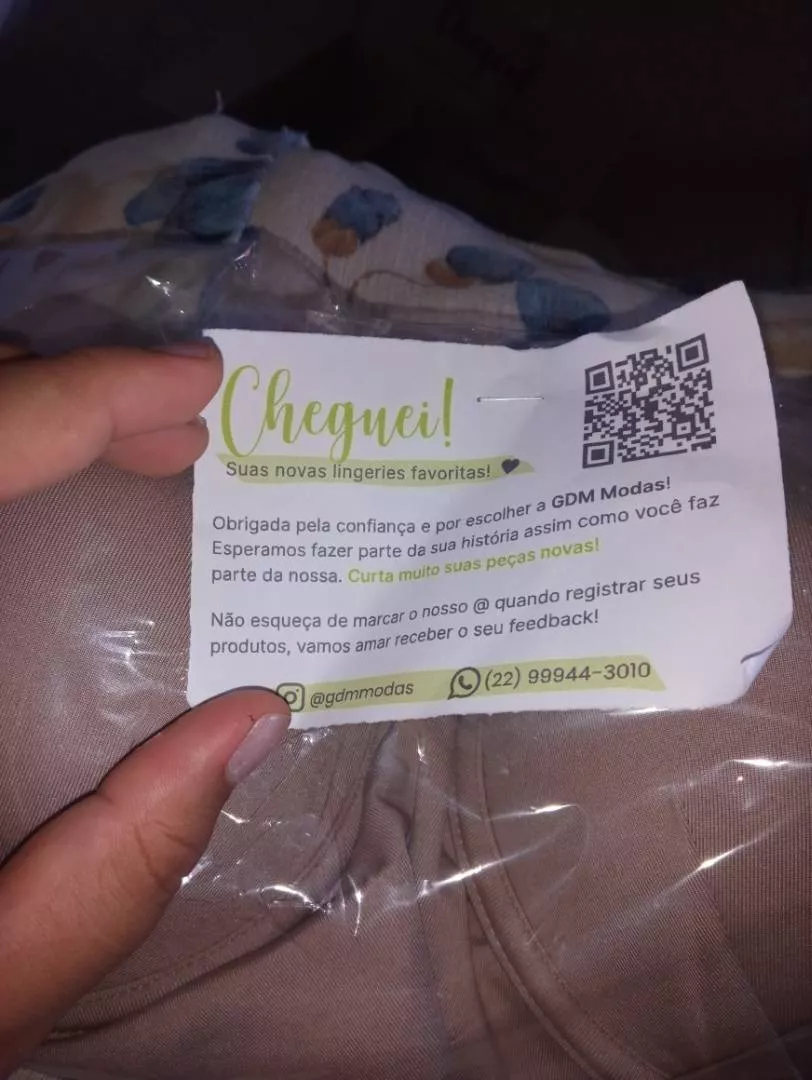 Cheguei!
Suas novas lingeries favoritas!
Obrigada pela confiança e por escolher a GDM Modas!
Esperamos fazer parte da sua história assim como você faz
parte da nossa. Curta muito suas peças novas!
Não esqueça de marcar o nosso @ quando registrar seus
produtos, vamos amar receber o seu feedback!
@gdmmodas (22) 99944-3010